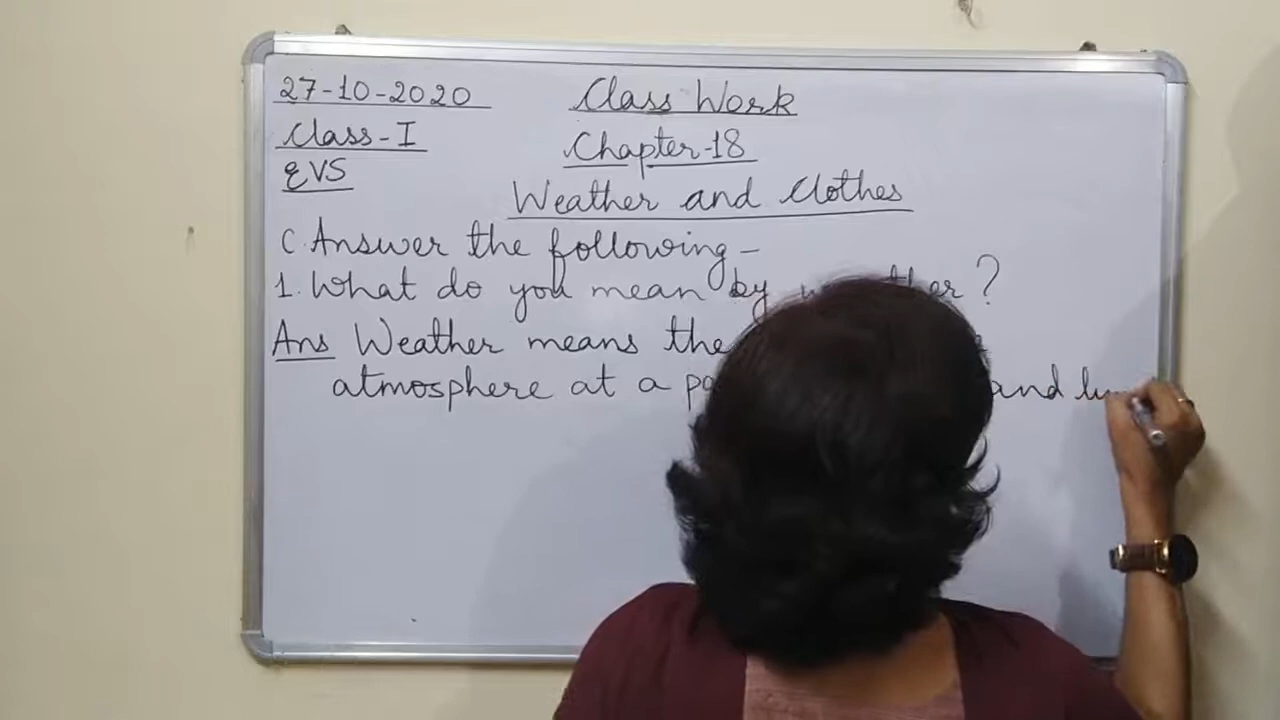 27-10-2020 Class Work
Class-I Chapter-18
EVS
Weather and Clothes
C. Answer the following-
1. What do you mean by weather ?
Ans Weather means the
atmosphere at a and